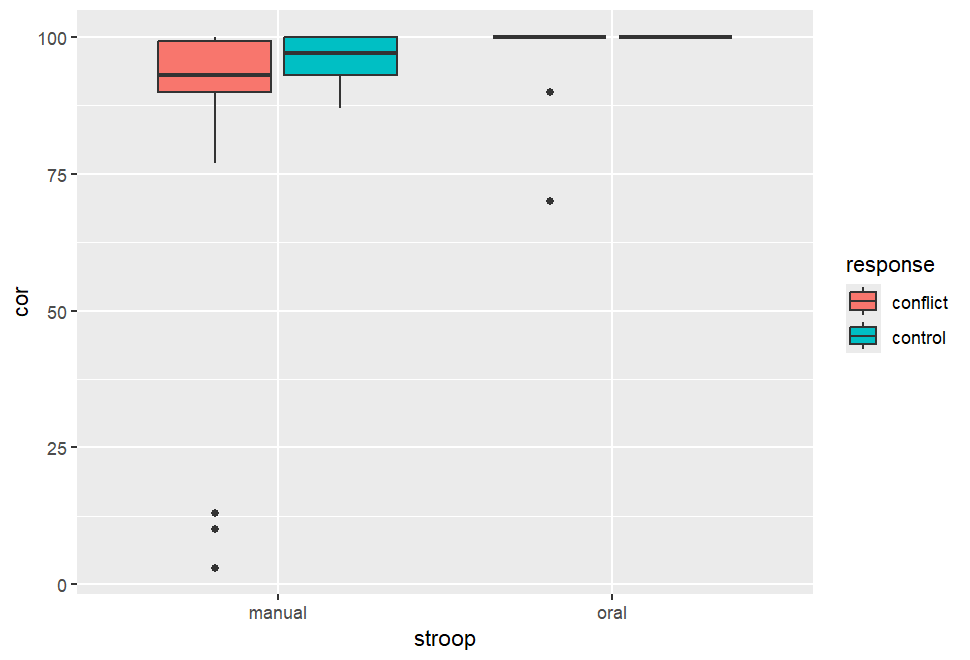 100
75
50
25
0
cor
manual
oral
stroop
response
conflict
control